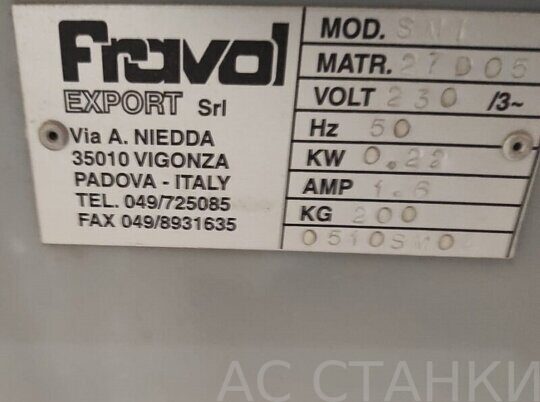 Fravol
EXPORT Srl
Via A. NIEDDA
35010 VIGONZA
PADOVA - ITALY
TEL. 049/725085
FAX 049/8931635
MOD.
MATR. 27D05
VOLT 230 /3~
Hz 50
KW 0.22
AMP 1.6
KG 200
АС СТАНКИ